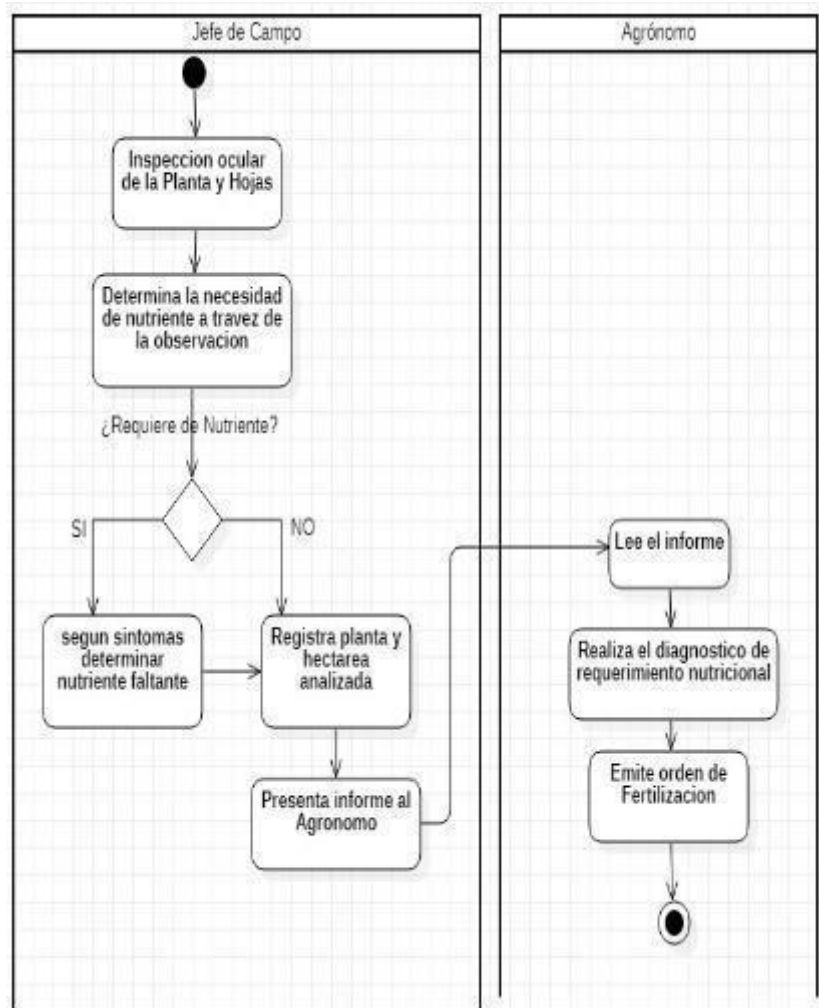 Jefe de Campo
Agrónomo
Inspeccion ocular
de la Planta y Hojas
Determina la necesidad
de nutriente a travez de
la observacion
¿Requiere de Nutriente?
SI
NO
segun sintomas
determinar
nutriente faltante
Registra planta y
hectarea
analizada
Presenta informe al
Agronomo
Lee el informe
Realiza el diagnostico de
requerimiento nutricional
Emite orden de
Fertilizacion